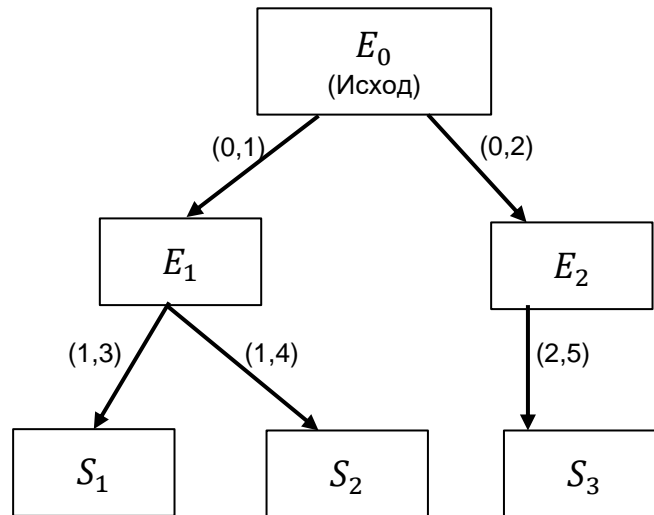 E₀
(Исход)
(0,1)
(0,2)
E₁
E₂
(1,3)
(1,4)
(2,5)
S₁
S₂
S₃